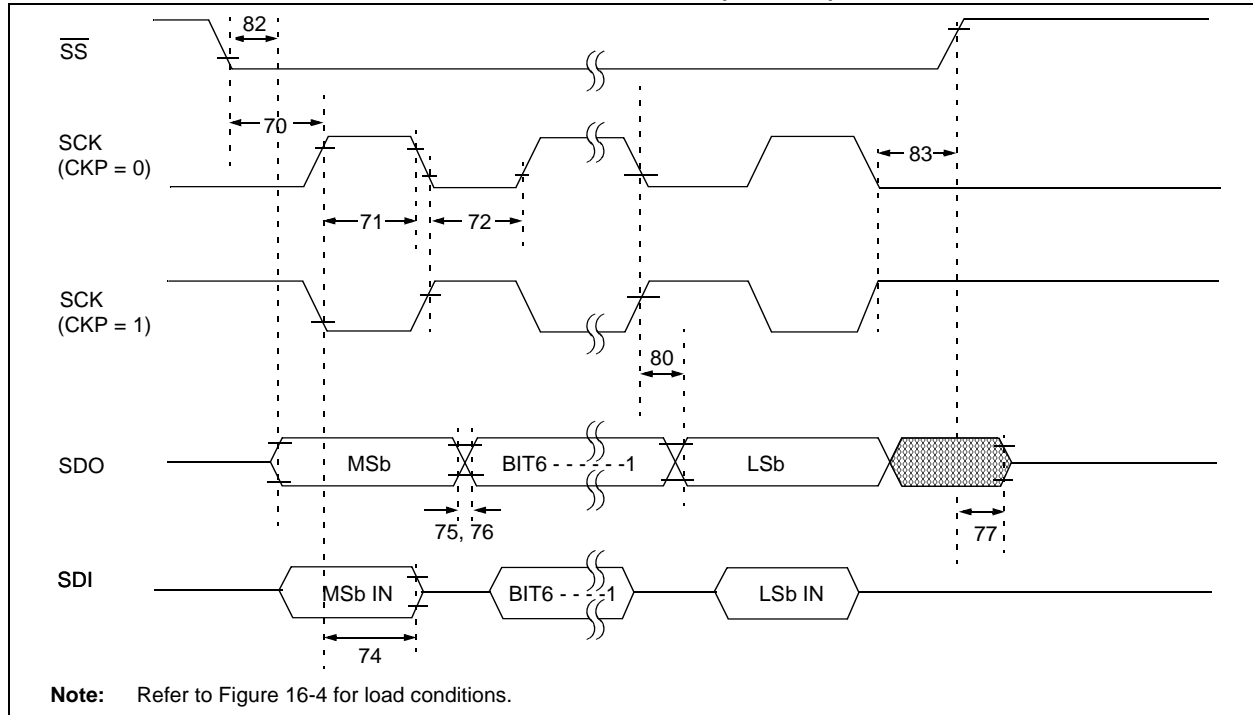 82
SS
70
SCK
(CKP = 0)
83
71
72
SCK
(CKP = 1)
80
SDO
MSb
BIT6 - - - - - -1
LSb
75, 76
77
SDI
MSb IN
BIT6 - - - - -1
LSb IN
74
Note: Refer to Figure 16-4 for load conditions.